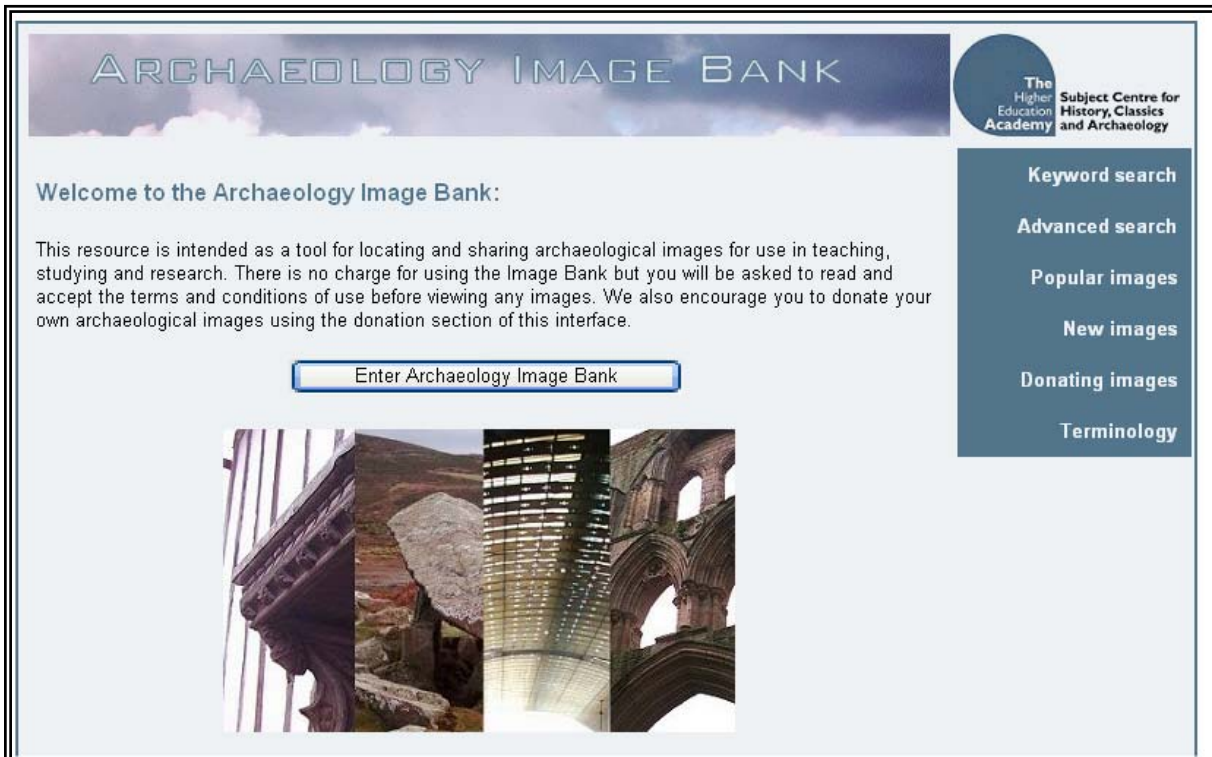 ARCHAEOLOGY IMAGE BANK
The
Higher
Education
Academy
Subject Centre for
History, Classics
and Archaeology
Keyword search
Advanced search
Popular images
New images
Donating images
Terminology
Welcome to the Archaeology Image Bank:
This resource is intended as a tool for locating and sharing archaeological images for use in teaching,
studying and research. There is no charge for using the Image Bank but you will be asked to read and
accept the terms and conditions of use before viewing any images. We also encourage you to donate your
own archaeological images using the donation section of this interface.
Enter Archaeology Image Bank